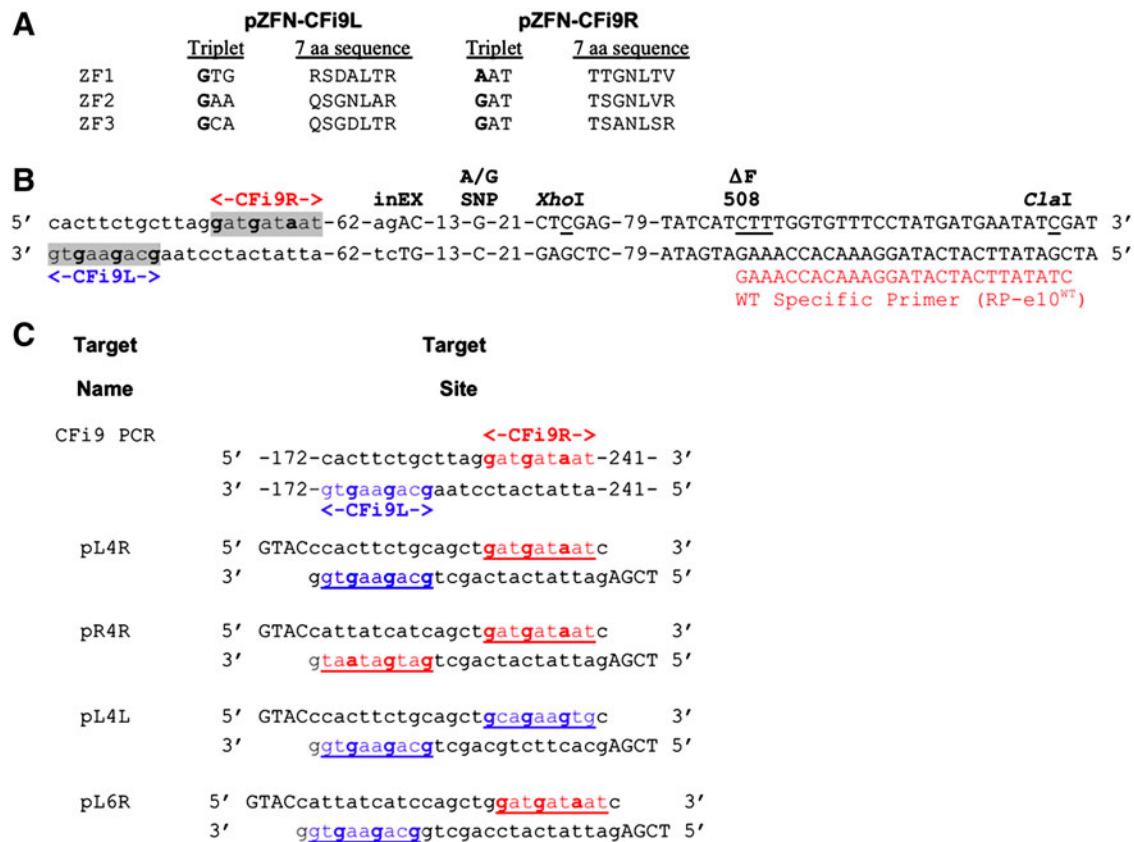 A
pZFN-CFi9L pZFN-CFi9R
Triplet 7 aa sequence Triplet 7 aa sequence
ZF1 GTG RSDALTR AAT TTGNLTV
ZF2 GAA QSGNLAR GAT TSGNLVR
ZF3 GCA QSGDLTR GAT TSANLSR
B
A/G ΔF
<-CFi9R-> inEX SNP XhoI 508 ClaI
5’ cacttctgcttaggatgataat-62-agAC-13-G-21-CTCGAG-79-TATCATCTTTGGTGTTTCCTATGATGAATATCGAT 3’
3’ gtgaagacgaatcctactatta-62-tcTG-13-C-21-GAGCTC-79-ATAGTAGAAACCACAAAGGATACTACTTATAGCTA 5’
<-CFi9L-> GAAACCACAAAGGATACTACTTATATC
WT Specific Primer (RP-e10WT)
C
Target Target
Name Site
CFi9 PCR <-CFi9R->
5’ -172-cacttctgcttaggatgataat-241- 3’
3’ -172-gtgaagacgaatcctactatta-241- 5’
<-CFi9L->
pL4R 5’ GTACccacttctgcagctgatgataatc 3’
3’ ggtgaagacgtcgactactattagAGCT 5’
pR4R 5’ GTACcattatcatcagctgatgataatc 3’
3’ gtaatagtagtcgactactattagAGCT 5’
pL4L 5’ GTACccacttctgcagctgcagaagtgc 3’
3’ ggtgaagacgtcgacgtcttcacgAGCT 5’
pL6R 5’ GTACcattatcatccagctggatgataatc 3’
3’ ggtgaagacggtcgacctactattagAGCT 5’